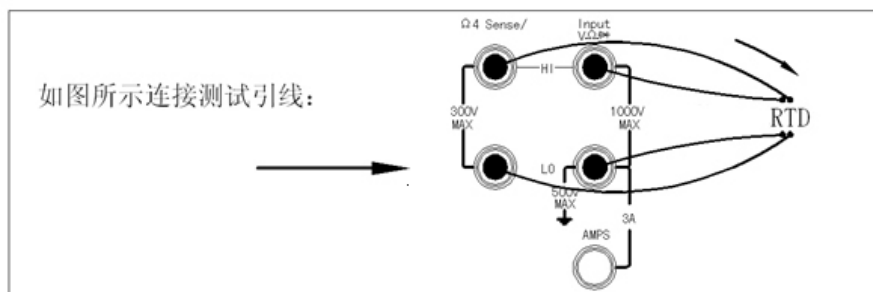 Ω4 Sense/
Input
VΩ
HI
如图所示连接测试引线：
300V
MAX
1000V
MAX
RTD
LO
500V
MAX
3A
AMPS